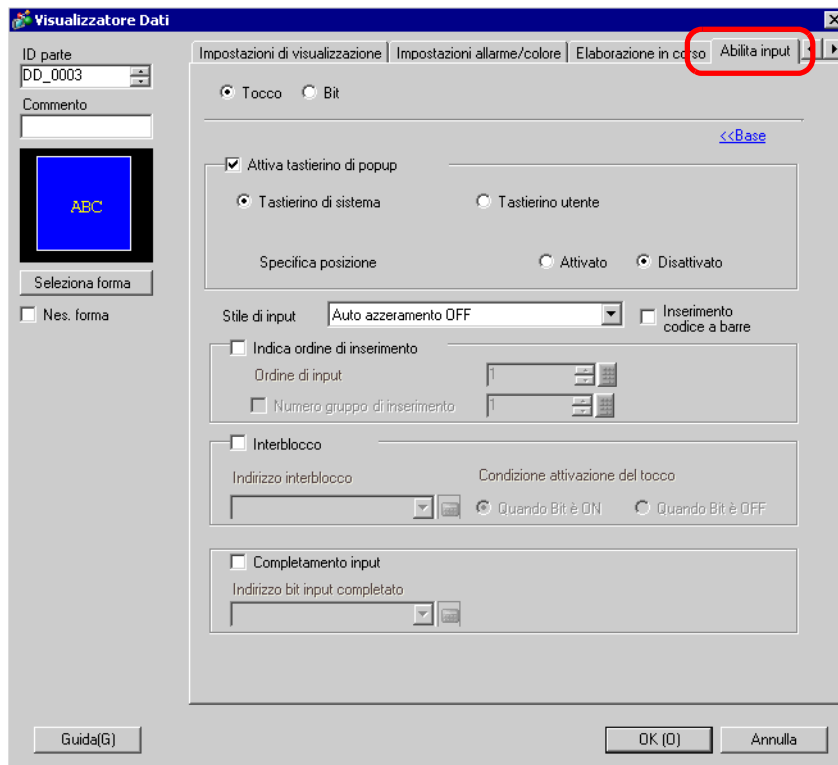 Visualizzatore Dati
ID parte
DD_0003
Commento
ABC
Seleziona forma
Nes. forma
Impostazioni di visualizzazione
Impostazioni allarme/colore
Elaborazione in corso
Abilita input
Tocco
Bit
<<Base
Attiva tastierino di popup
Tastierino di sistema
Tastierino utente
Specifica posizione
Attivato
Disattivato
Stile di input
Auto azzeramento OFF
Inserimento
codice a barre
Indica ordine di inserimento
Ordine di input
1
Numero gruppo di inserimento
1
Interblocco
Indirizzo interblocco
Condizione attivazione del tocco
Quando Bit è ON
Quando Bit è OFF
Completamento input
Indirizzo bit input completato
Guida(G)
OK (O)
Annulla